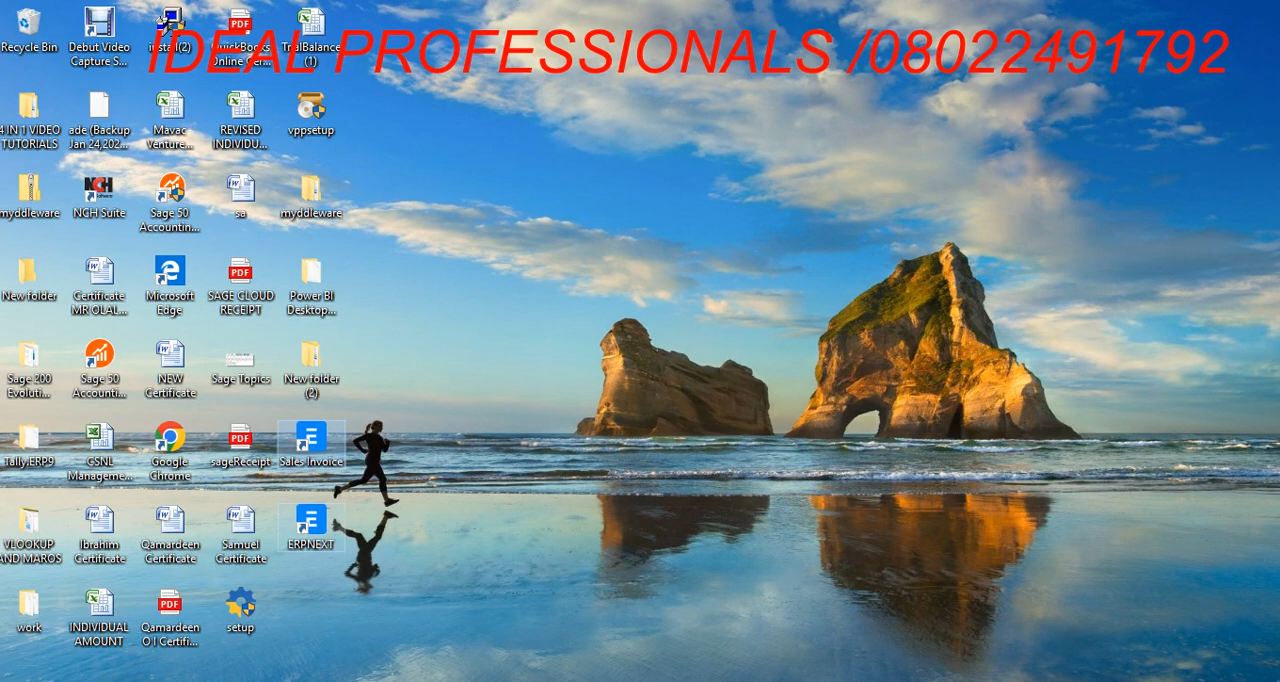 IDEAL PROFESSIONALS /08022491792
Recycle Bin
Debut Video
Capture S...
install(2)
QuickBooks
Online Cer...
TrialBalance
(1)
4 IN 1 VIDEO
TUTORIALS
ade (Backup
Jan 24,202...
Mavac
Venture...
REVISED
INDIVIDU...
vppsetup
myddleware
NCH Suite
Sage 50
Accountin...
sa
myddleware
New folder
Certificate
MR OLAL...
Microsoft
Edge
PDF
SAGE CLOUD
RECEIPT
Power BI
Desktop...
Sage 200
Evoluti...
Sage 50
Accounti...
NEW
Certificate
Sage Topics
New folder
(2)
Tally.ERP9
CSNL
Manageme...
Google
Chrome
PDF
sageReceipt
Sales Invoice
VLOOKUP
AND MAROS
Ibrahim
Certificate
Qamardeen
Certificate
Samuel
Certificate
ERPNEXT
work
INDIVIDUAL
AMOUNT
PDF
Qamardeen
O l Certifi...
setup